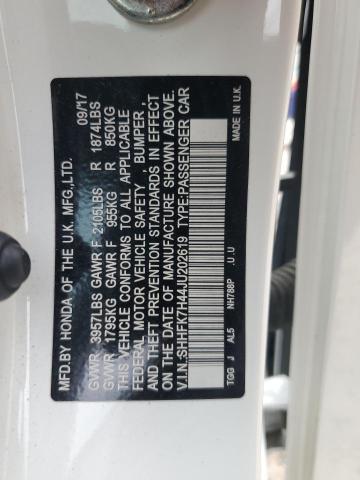 MFD.BY HONDA OF THE U.K. MFG.,LTD. 09/17
GVWR 3957LBS GAWR F 2105LBS R 1874LBS
GVWR 1795KG GAWR F 955KG R 850KG
THIS VEHICLE CONFORMS TO ALL APPLICABLE
FEDERAL MOTOR VEHICLE SAFETY , BUMPER ,
AND THEFT PREVENTION STANDARDS IN EFFECT
ON THE DATE OF MANUFACTURE SHOWN ABOVE.
V.I.N.:SHHFK7H44JU202619 TYPE:PASSENGER CAR
TGG J AL5 NH788P J.U MADE IN U.K.